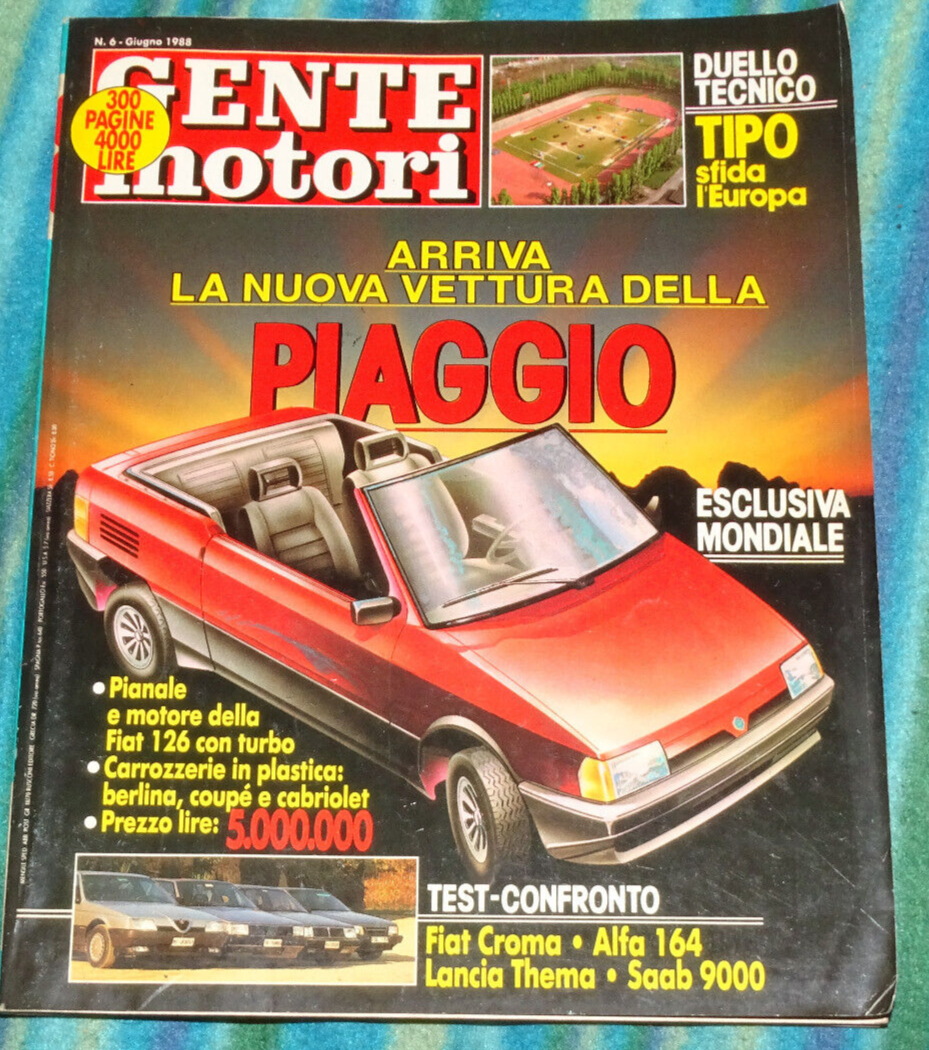 N. 6 - Giugno 1988
GENTE
motori
300
PAGINE
4000
LIRE
DUELLO
TECNICO
TIPO
sfida
l'Europa
ARRIVA
LA NUOVA VETTURA DELLA
PIAGGIO
ESCLUSIVA
MONDIALE
• Pianale
e motore della
Fiat 126 con turbo
• Carrozzerie in plastica:
berlina, coupé e cabriolet
• Prezzo lire: 5.000.000
TEST-CONFRONTO
Fiat Croma • Alfa 164
Lancia Thema • Saab 9000